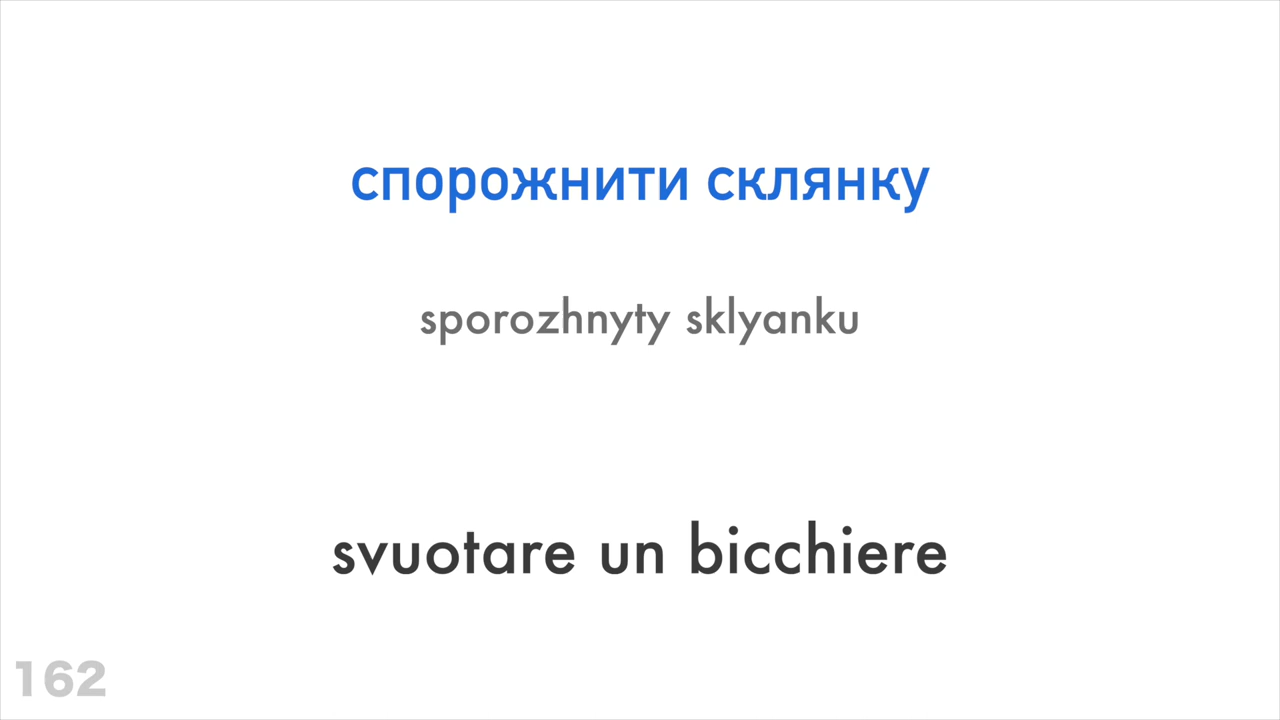 спорожнити склянку
sporozhnyty sklyanku
svuotare un bicchiere
162